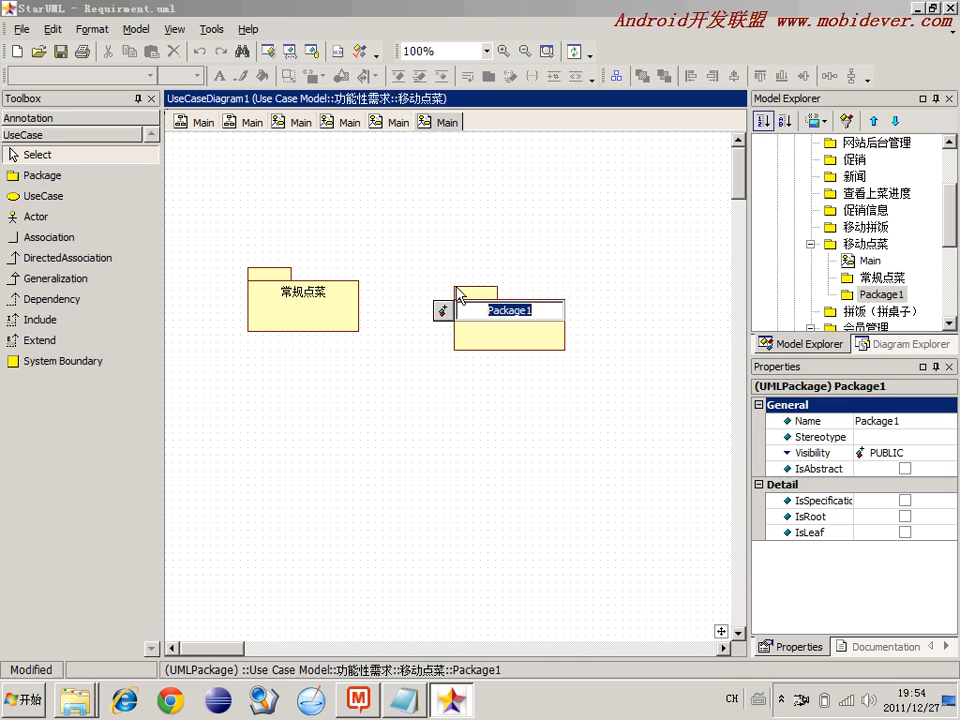 StarUML - Requirment.uml
Android开发联盟 www.mobidever.com
File Edit Format Model View Tools Help
100%
Toolbox
UseCaseDiagram1 (Use Case Model::功能性需求::移动点菜)
Model Explorer
Annotation
UseCase
Main Main Main Main Main Main
Select
Package
UseCase
Actor
Association
DirectedAssociation
Generalization
Dependency
Include
Extend
System Boundary
常规点菜
Package1
网站后台管理
促销
新闻
查看上菜进度
促销信息
移动拼饭
移动点菜
Main
常规点菜
Package1
拼饭（拼桌子）
会员管理
Model Explorer Diagram Explorer
Properties
(UMLPackage) Package1
General
Name Package1
Stereotype
Visibility PUBLIC
IsAbstract
Detail
IsSpecificatic
IsRoot
IsLeaf
Properties Documentation
Modified
(UMLPackage) ::Use Case Model::功能性需求::移动点菜::Package1
开始
CH
19:54
2011/12/27